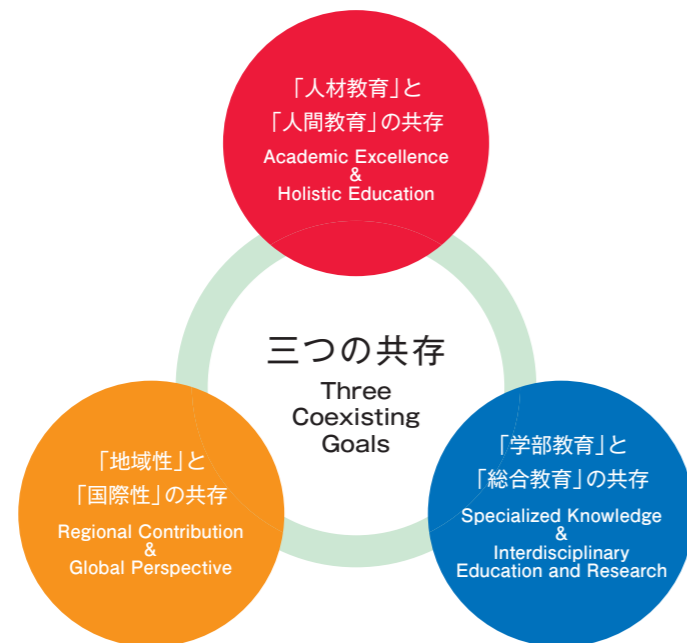 「人材教育」と
「人間教育」の共存
Academic Excellence
&
Holistic Education
三つの共存
Three
Coexisting
Goals
「地域性」と
「国際性」の共存
Regional Contribution
&
Global Perspective
「学部教育」と
「総合教育」の共存
Specialized Knowledge
&
Interdisciplinary
Education and Research